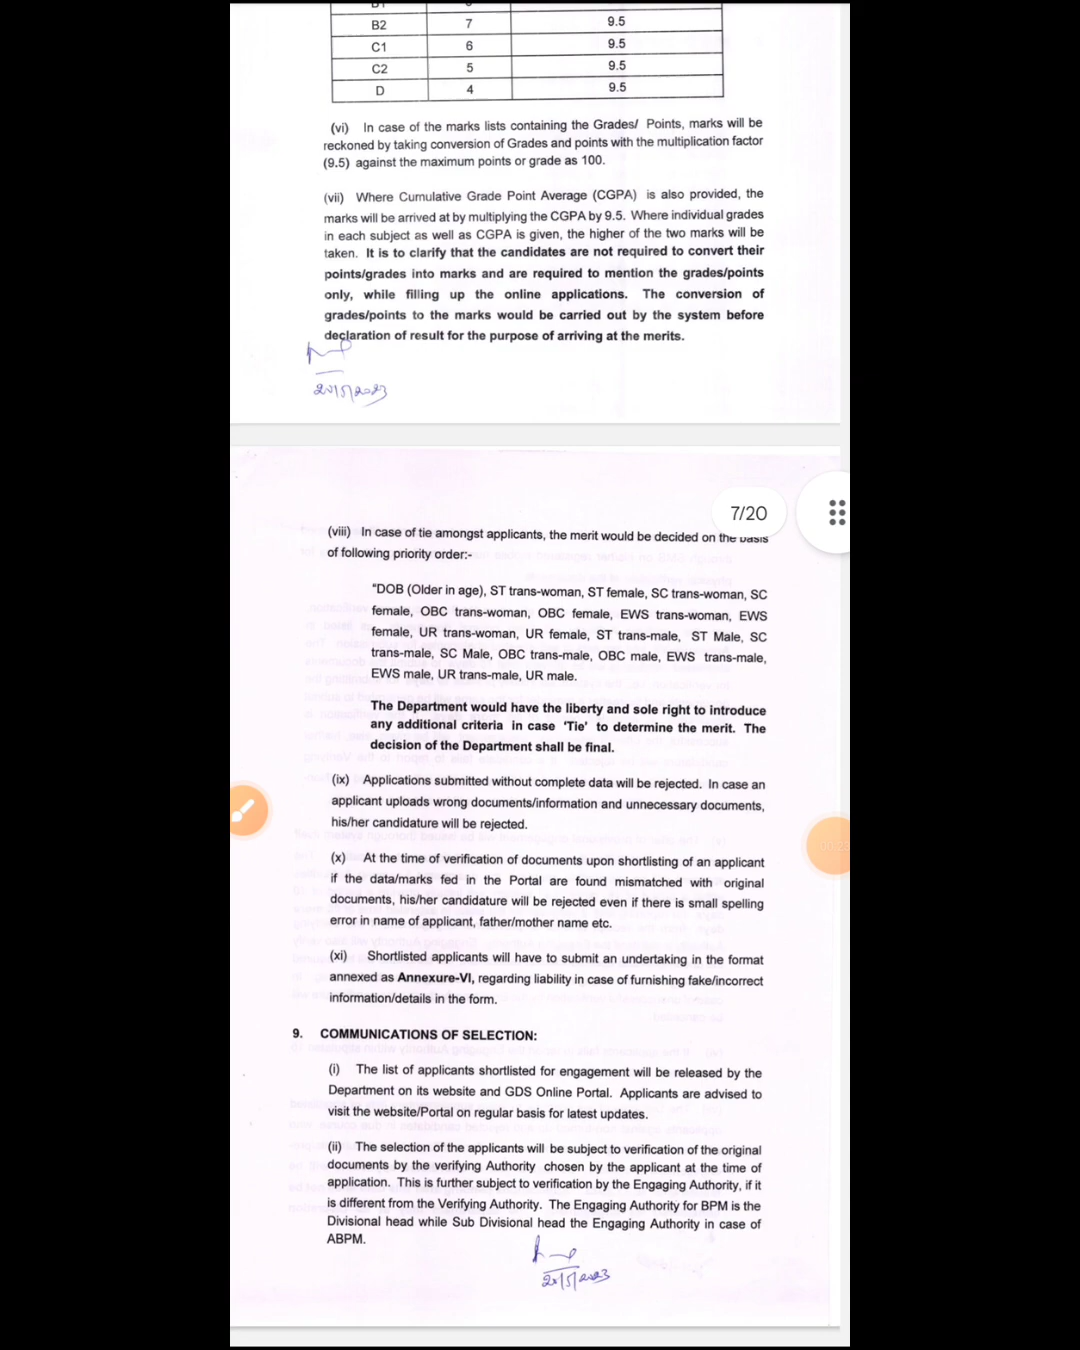 B2 7 9.5
C1 6 9.5
C2 5 9.5
D 4 9.5
(vi) In case of the marks lists containing the Grades/ Points, marks will be
reckoned by taking conversion of Grades and points with the multiplication factor
(9.5) against the maximum points or grade as 100.
(vii) Where Cumulative Grade Point Average (CGPA) is also provided, the
marks will be arrived at by multiplying the CGPA by 9.5. Where individual grades
in each subject as well as CGPA is given, the higher of the two marks will be
taken. It is to clarify that the candidates are not required to convert their
points/grades into marks and are required to mention the grades/points
only, while filling up the online applications. The conversion of
grades/points to the marks would be carried out by the system before
declaration of result for the purpose of arriving at the merits.
20/5/2023
7/20
(viii) In case of tie amongst applicants, the merit would be decided on the basis
of following priority order:-
"DOB (Older in age), ST trans-woman, ST female, SC trans-woman, SC
female, OBC trans-woman, OBC female, EWS trans-woman, EWS
female, UR trans-woman, UR female, ST trans-male, ST Male, SC
trans-male, SC Male, OBC trans-male, OBC male, EWS trans-male,
EWS male, UR trans-male, UR male.
The Department would have the liberty and sole right to introduce
any additional criteria in case 'Tie' to determine the merit. The
decision of the Department shall be final.
(ix) Applications submitted without complete data will be rejected. In case an
applicant uploads wrong documents/information and unnecessary documents,
his/her candidature will be rejected.
(x) At the time of verification of documents upon shortlisting of an applicant
if the data/marks fed in the Portal are found mismatched with original
documents, his/her candidature will be rejected even if there is small spelling
error in name of applicant, father/mother name etc.
(xi) Shortlisted applicants will have to submit an undertaking in the format
annexed as Annexure-VI, regarding liability in case of furnishing fake/incorrect
information/details in the form.
9. COMMUNICATIONS OF SELECTION:
(i) The list of applicants shortlisted for engagement will be released by the
Department on its website and GDS Online Portal. Applicants are advised to
visit the website/Portal on regular basis for latest updates.
(ii) The selection of the applicants will be subject to verification of the original
documents by the verifying Authority chosen by the applicant at the time of
application. This is further subject to verification by the Engaging Authority, if it
is different from the Verifying Authority. The Engaging Authority for BPM is the
Divisional head while Sub Divisional head the Engaging Authority in case of
ABPM.
20/5/2023